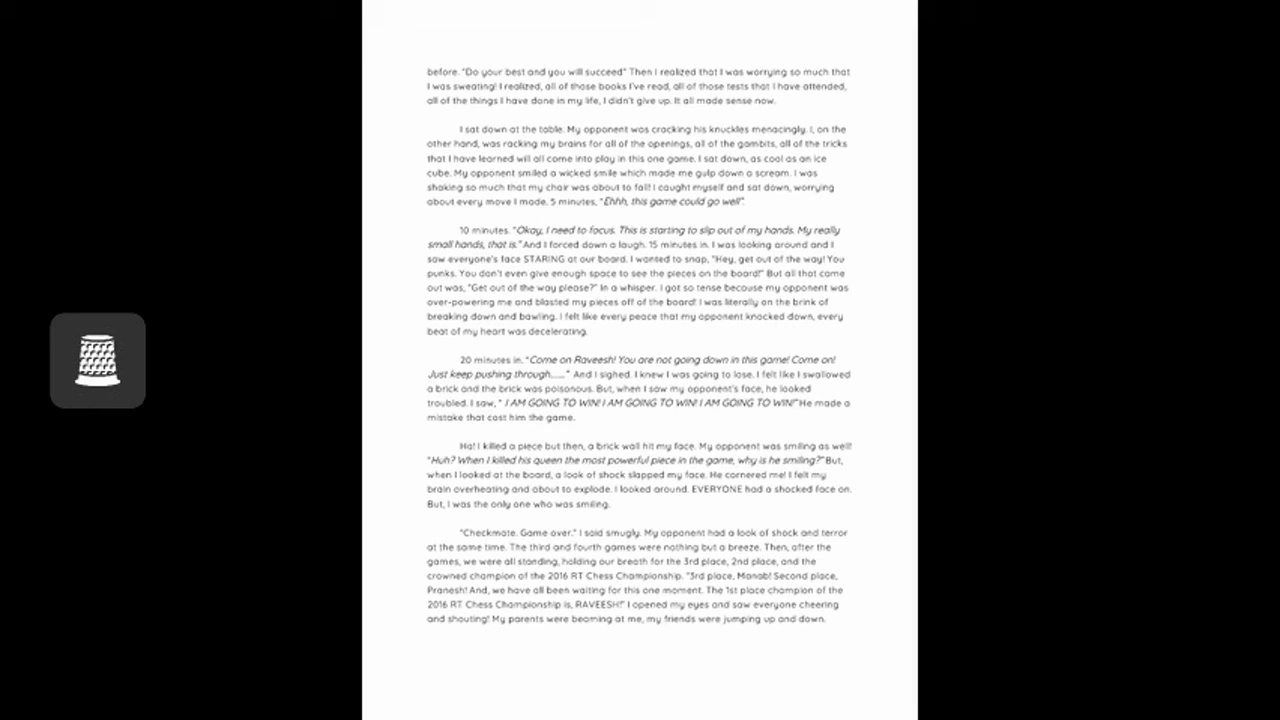 before. "Do your best and you will succeed" Then I realized that I was worrying so much that
I was sweating! I realized, all of those books I've read, all of those tests that I have attended,
all of the things I have done in my life, I didn't give up. It all made sense now.
I sat down at the table. My opponent was cracking his knuckles menacingly. I, on the
other hand, was racking my brains for all of the openings, all of the gambits, all of the tricks
that I have learned will all come into play in this one game. I sat down, as cool as an ice
cube. My opponent smiled a wicked smile which made me gulp down a scream. I was
shaking so much that my chair was about to fall! I caught myself and sat down, worrying
about every move I made. 5 minutes, "Ehhh, this game could go well".
10 minutes. "Okay, I need to focus. This is starting to slip out of my hands. My really
small hands, that is." And I forced down a laugh. 15 minutes in. I was looking around and I
saw everyone's face STARING at our board. I wanted to snap, "Hey, get out of the way! You
punks. You don't even give enough space to see the pieces on the board!" But all that came
out was, "Get out of the way please?" In a whisper. I got so tense because my opponent was
over-powering me and blasted my pieces off of the board! I was literally on the brink of
breaking down and bawling. I felt like every peace that my opponent knocked down, every
beat of my heart was decelerating.
20 minutes in. "Come on Raveesh! You are not going down in this game! Come on!
Just keep pushing through......." And I sighed. I knew I was going to lose. I felt like I swallowed
a brick and the brick was poisonous. But, when I saw my opponent's face, he looked
troubled. I saw, " I AM GOING TO WIN! I AM GOING TO WIN! I AM GOING TO WIN!" He made a
mistake that cost him the game.
Ha! I killed a piece but then, a brick wall hit my face. My opponent was smiling as well!
"Huh? When I killed his queen the most powerful piece in the game, why is he smiling?" But,
when I looked at the board, a look of shock slapped my face. He cornered me! I felt my
brain overheating and about to explode. I looked around. EVERYONE had a shocked face on.
But, I was the only one who was smiling.
"Checkmate. Game over." I said smugly. My opponent had a look of shock and terror
at the same time. The third and fourth games were nothing but a breeze. Then, after the
games, we were all standing, holding our breath for the 3rd place, 2nd place, and the
crowned champion of the 2016 RT Chess Championship. "3rd place, Manab! Second place,
Pranesh! And, we have all been waiting for this one moment. The 1st place champion of the
2016 RT Chess Championship is, RAVEESH!" I opened my eyes and saw everyone cheering
and shouting! My parents were beaming at me, my friends were jumping up and down.